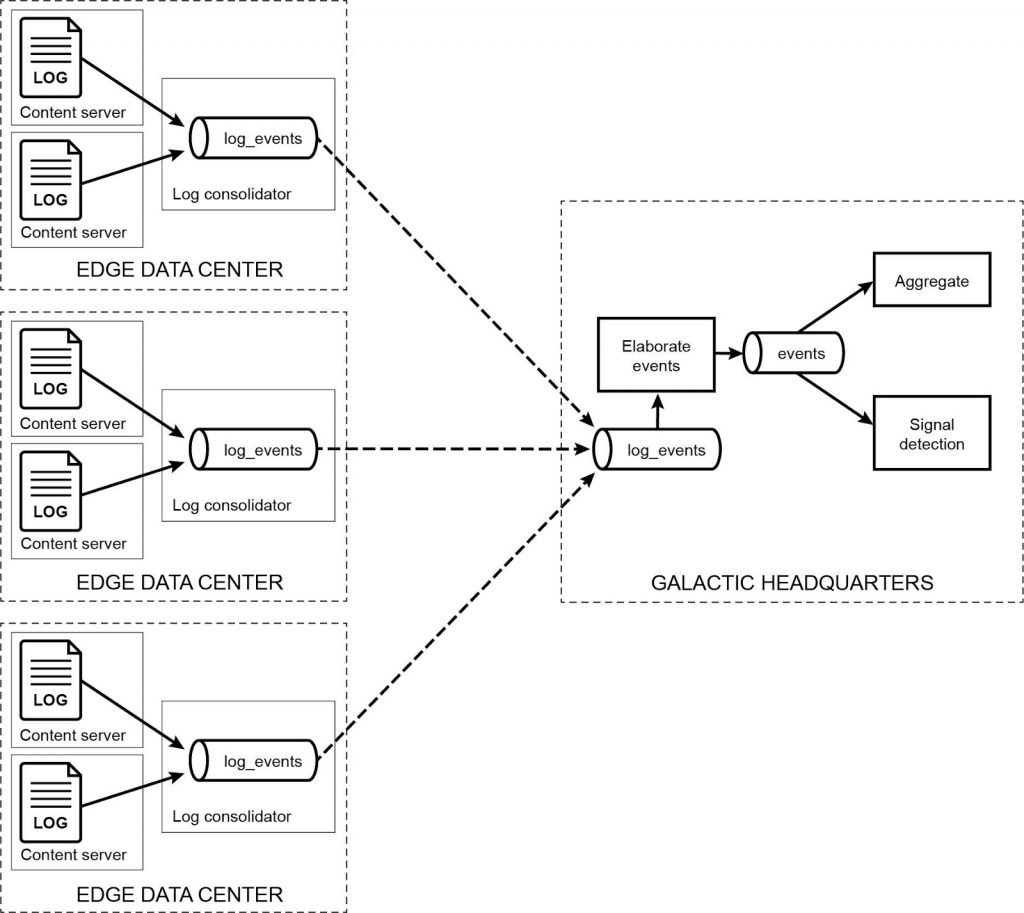 LOG
Content server
log_events
LOG
Log consolidator
Content server
EDGE DATA CENTER
LOG
Content server
log_events
LOG
Log consolidator
Content server
EDGE DATA CENTER
LOG
Content server
log_events
LOG
Log consolidator
Content server
EDGE DATA CENTER
Aggregate
Elaborate
events
events
Signal
detection
log_events
GALACTIC HEADQUARTERS